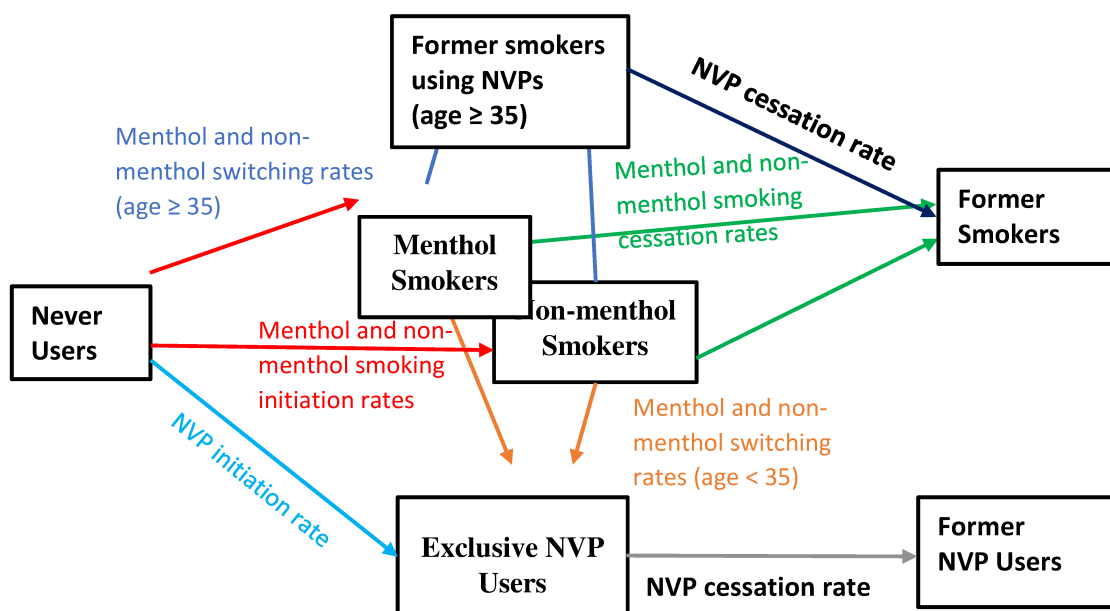 Former smokers
using NVPs
(age ≥ 35)
NVP cessation rate
Menthol and non-
menthol switching rates
(age ≥ 35)
Menthol and non-
menthol smoking
cessation rates
Former
Smokers
Menthol
Smokers
Never
Users
Non-menthol
Smokers
Menthol and non-
menthol smoking
initiation rates
Menthol and non-
menthol switching
rates (age < 35)
NVP initiation rate
Exclusive NVP
Users
NVP cessation rate
Former
NVP Users